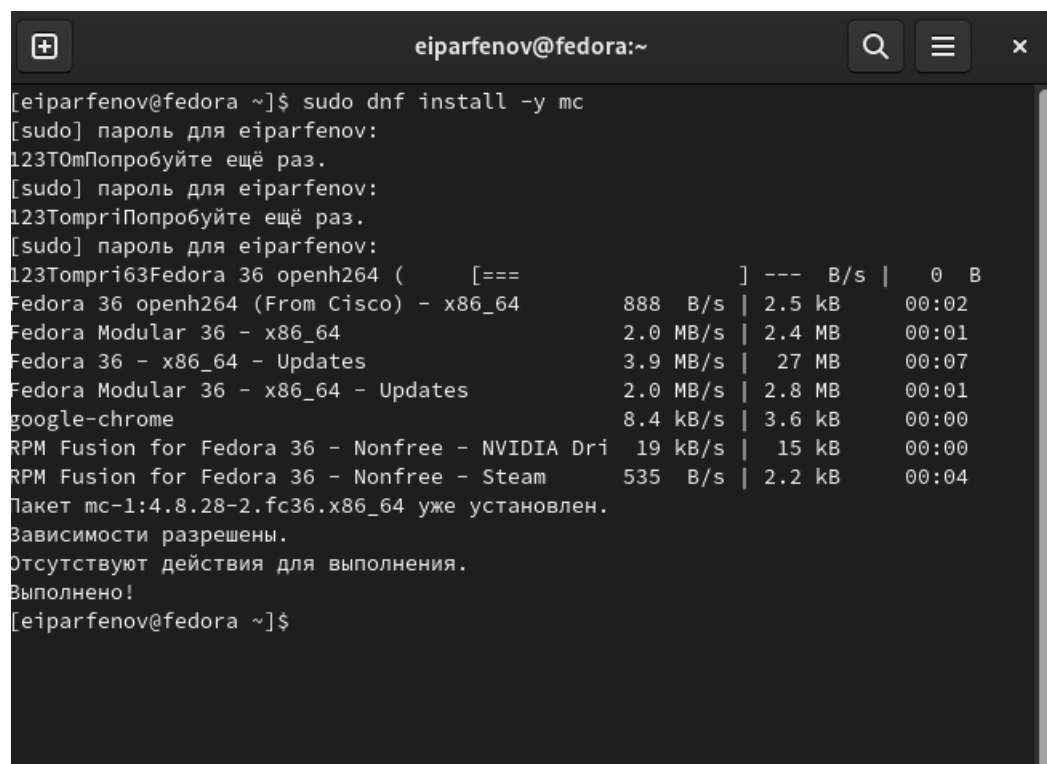 eiparfenov@fedora:~
[eiparfenov@fedora ~]$ sudo dnf install -y mc
[sudo] пароль для eiparfenov:
123TOmПопробуйте ещё раз.
[sudo] пароль для eiparfenov:
123TompriПопробуйте ещё раз.
[sudo] пароль для eiparfenov:
123Tompri63Fedora 36 openh264 (     [===                  ] ---  B/s |   0  B
Fedora 36 openh264 (From Cisco) - x86_64        888  B/s | 2.5 kB     00:02
Fedora Modular 36 - x86_64                      2.0 MB/s | 2.4 MB     00:01
Fedora 36 - x86_64 - Updates                    3.9 MB/s |  27 MB     00:07
Fedora Modular 36 - x86_64 - Updates            2.0 MB/s | 2.8 MB     00:01
google-chrome                                   8.4 kB/s | 3.6 kB     00:00
RPM Fusion for Fedora 36 - Nonfree - NVIDIA Dri  19 kB/s |  15 kB     00:00
RPM Fusion for Fedora 36 - Nonfree - Steam      535  B/s | 2.2 kB     00:04
Пакет mc-1:4.8.28-2.fc36.x86_64 уже установлен.
Зависимости разрешены.
Отсутствуют действия для выполнения.
Выполнено!
[eiparfenov@fedora ~]$